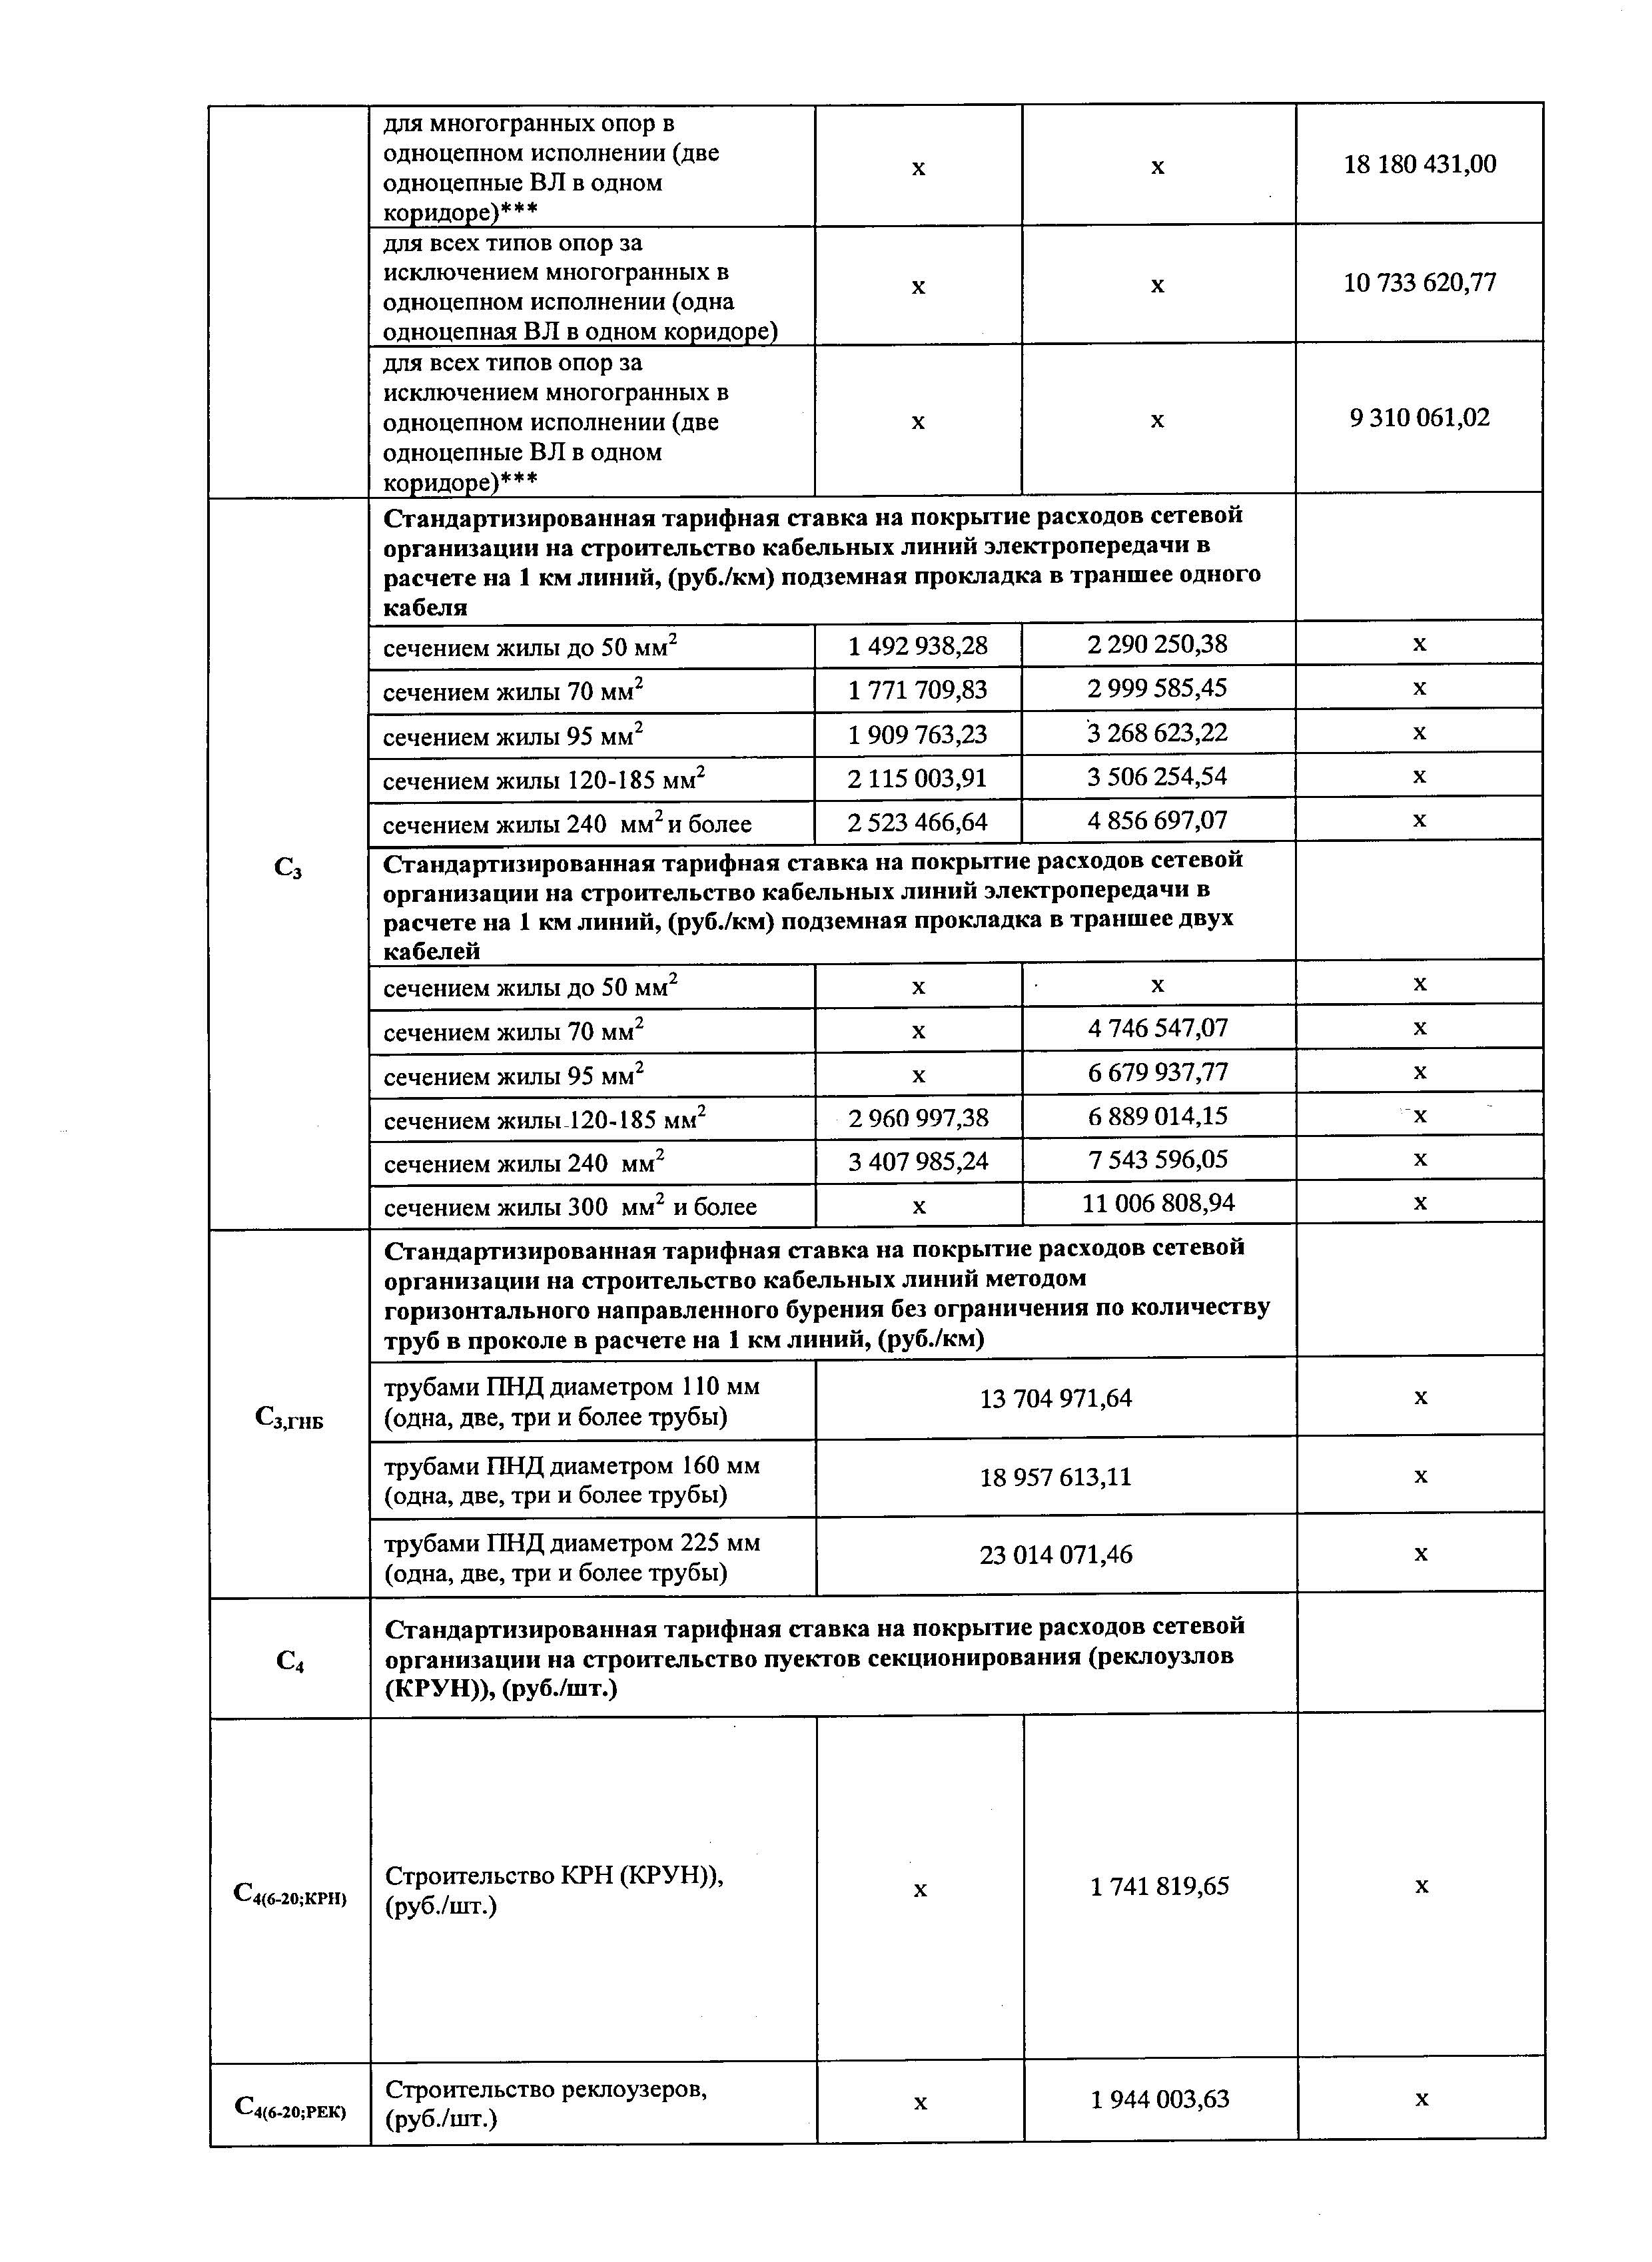 для многогранных опор в
одноцепном исполнении (две
одноцепные ВЛ в одном
коридоре)***
х
х
18 180 431,00
для всех типов опор за
исключением многогранных в
одноцепном исполнении (одна
одноцепная ВЛ в одном коридоре)
х
х
10 733 620,77
для всех типов опор за
исключением многогранных в
одноцепном исполнении (две
одноцепные ВЛ в одном
коридоре)***
х
х
9 310 061,02
С3
Стандартизированная тарифная ставка на покрытие расходов сетевой
организации на строительство кабельных линий электропередачи в
расчете на 1 км линий, (руб./км) подземная прокладка в траншее одного
кабеля
сечением жилы до 50 мм² 1 492 938,28 2 290 250,38 х
сечением жилы 70 мм² 1 771 709,83 2 999 585,45 х
сечением жилы 95 мм² 1 909 763,23 3 268 623,22 х
сечением жилы 120-185 мм² 2 115 003,91 3 506 254,54 х
сечением жилы 240 мм² и более 2 523 466,64 4 856 697,07 х
Стандартизированная тарифная ставка на покрытие расходов сетевой
организации на строительство кабельных линий электропередачи в
расчете на 1 км линий, (руб./км) подземная прокладка в траншее двух
кабелей
сечением жилы до 50 мм² х х х
сечением жилы 70 мм² х 4 746 547,07 х
сечением жилы 95 мм² х 6 679 937,77 х
сечением жилы 120-185 мм² 2 960 997,38 6 889 014,15 х
сечением жилы 240 мм² 3 407 985,24 7 543 596,05 х
сечением жилы 300 мм² и более х 11 006 808,94 х
С3,ГНБ
Стандартизированная тарифная ставка на покрытие расходов сетевой
организации на строительство кабельных линий методом
горизонтального направленного бурения без ограничения по количеству
труб в проколе в расчете на 1 км линий, (руб./км)
трубами ПНД диаметром 110 мм
(одна, две, три и более трубы)
13 704 971,64
х
трубами ПНД диаметром 160 мм
(одна, две, три и более трубы)
18 957 613,11
х
трубами ПНД диаметром 225 мм
(одна, две, три и более трубы)
23 014 071,46
х
С4
Стандартизированная тарифная ставка на покрытие расходов сетевой
организации на строительство пуектов секционирования (реклоузлов
(КРУН)), (руб./шт.)
С4(6-20;КРН)
Строительство КРН (КРУН)),
(руб./шт.)
х
1 741 819,65
х
С4(6-20;РЕК)
Строительство реклоузеров,
(руб./шт.)
х
1 944 003,63
х